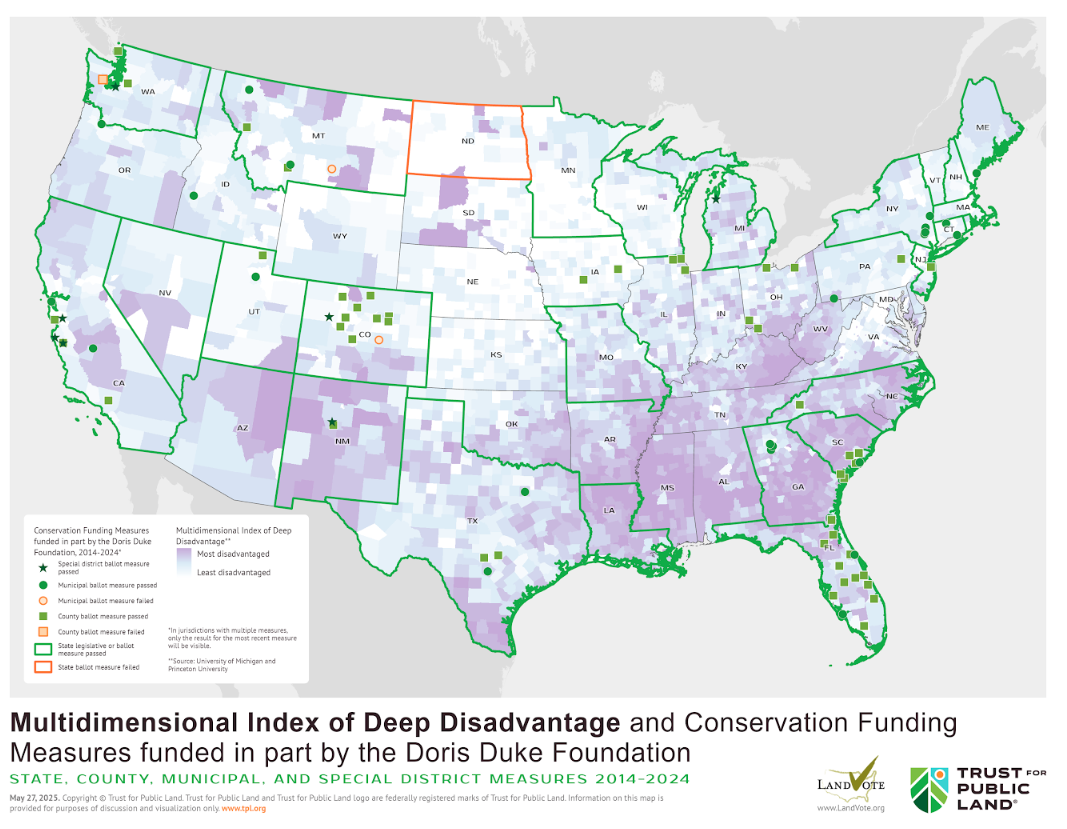 WA
MT
ND
MN
ME
OR
ID
SD
WI
MI
VT
NH
NY
MA
CT
WY
IA
NE
PA
NJ
NV
UT
CO
IL
IN
OH
MD
WV
VA
KS
MO
KY
CA
AZ
NM
OK
AR
TN
NC
SC
MS
AL
GA
LA
TX
FL
Conservation Funding Measures
funded in part by the Doris Duke
Foundation, 2014-2024*
Special district ballot measure
passed
Municipal ballot measure passed
Municipal ballot measure failed
County ballot measure passed
County ballot measure failed
State legislative or ballot
measure passed
State ballot measure failed
Multidimensional Index of Deep
Disadvantage**
Most disadvantaged
Least disadvantaged
*In jurisdictions with multiple measures,
only the result for the most recent measure
will be visible.
**Source: University of Michigan and
Princeton University
Multidimensional Index of Deep Disadvantage and Conservation Funding
Measures funded in part by the Doris Duke Foundation
STATE, COUNTY, MUNICIPAL, AND SPECIAL DISTRICT MEASURES 2014-2024
May 27, 2025. Copyright © Trust for Public Land. Trust for Public Land and Trust for Public Land logo are federally registered marks of Trust for Public Land. Information on this map is
provided for purposes of discussion and visualization only. www.tpl.org
LANDVOTE
www.LandVote.org
TRUST FOR
PUBLIC
LAND®